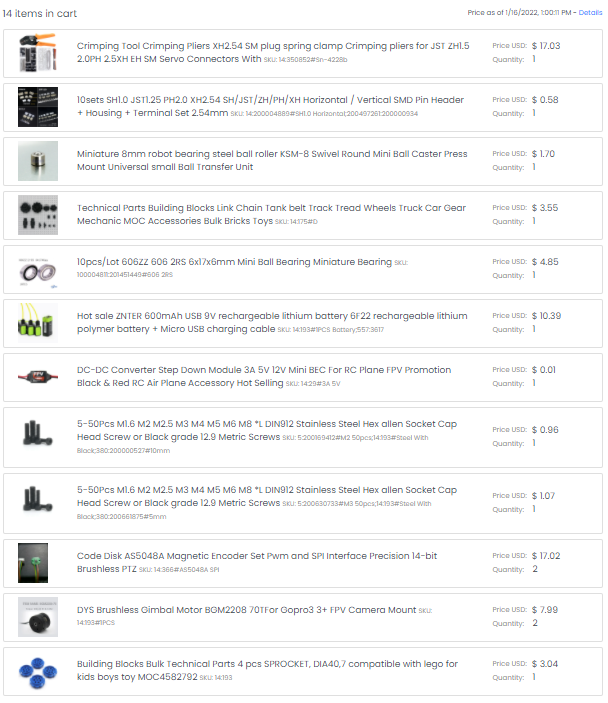 14 items in cart
Price as of 1/16/2022, 1:00:11 PM - Details
Crimping Tool Crimping Pliers XH2.54 SM plug spring clamp Crimping pliers for JST ZH1.5
2.0PH 2.5XH EH SM Servo Connectors With SKU: 14:350852#Sn-4228b
Price USD: $ 17.03
Quantity: 1
10sets SH1.0 JST1.25 PH2.0 XH2.54 SH/JST/ZH/PH/XH Horizontal / Vertical SMD Pin Header
+ Housing + Terminal Set 2.54mm SKU: 14:200004889#SH1.0 Horizontal;200497261:200000934
Price USD: $ 0.58
Quantity: 1
Miniature 8mm robot bearing steel ball roller KSM-8 Swivel Round Mini Ball Caster Press
Mount Universal small Ball Transfer Unit
Price USD: $ 1.70
Quantity: 1
Technical Parts Building Blocks Link Chain Tank belt Track Tread Wheels Truck Car Gear
Mechanic MOC Accessories Bulk Bricks Toys SKU: 14:175#D
Price USD: $ 3.55
Quantity: 1
10pcs/Lot 606ZZ 606 2RS 6x17x6mm Mini Ball Bearing Miniature Bearing SKU:
100004811:201451449#606 2RS
Price USD: $ 4.85
Quantity: 1
Hot sale ZNTER 600mAh USB 9V rechargeable lithium battery 6F22 rechargeable lithium
polymer battery + Micro USB charging cable SKU: 14:193#1PCS Battery;557:3617
Price USD: $ 10.39
Quantity: 1
DC-DC Converter Step Down Module 3A 5V 12V Mini BEC For RC Plane FPV Promotion
Black & Red RC Air Plane Accessory Hot Selling SKU: 14:29#3A 5V
Price USD: $ 0.01
Quantity: 1
5-50Pcs M1.6 M2 M2.5 M3 M4 M5 M6 M8 *L DIN912 Stainless Steel Hex allen Socket Cap
Head Screw or Black grade 12.9 Metric Screws SKU: 5:200169412#M2 50pcs;14:193#Steel With
Black;380:200000527#10mm
Price USD: $ 0.96
Quantity: 1
5-50Pcs M1.6 M2 M2.5 M3 M4 M5 M6 M8 *L DIN912 Stainless Steel Hex allen Socket Cap
Head Screw or Black grade 12.9 Metric Screws SKU: 5:200630733#M3 50pcs;14:193#Steel With
Black;380:200661875#5mm
Price USD: $ 1.07
Quantity: 1
Code Disk AS5048A Magnetic Encoder Set Pwm and SPI Interface Precision 14-bit
Brushless PTZ SKU: 14:366#AS5048A SPI
Price USD: $ 17.02
Quantity: 2
DYS Brushless Gimbal Motor BGM2208 70TFor Gopro3 3+ FPV Camera Mount SKU:
14:193#1PCS
Price USD: $ 7.99
Quantity: 2
Building Blocks Bulk Technical Parts 4 pcs SPROCKET, DIA40,7 compatible with lego for
kids boys toy MOC4582792 SKU: 14:193
Price USD: $ 3.04
Quantity: 1